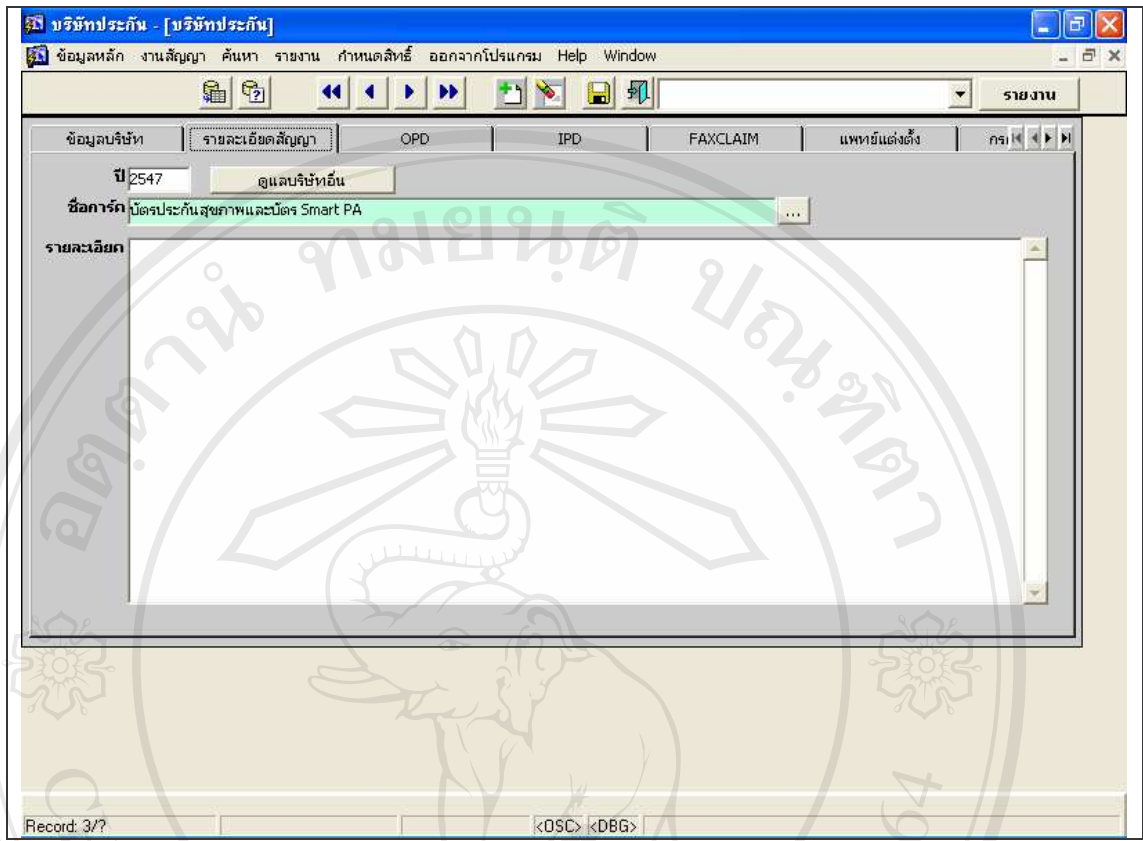 บริษัทประกัน - [บริษัทประกัน]
ข้อมูลหลัก งานสัญญา ค้นหา รายงาน กำหนดสิทธิ์ ออกจากโปรแกรม Help Window
รายงาน
ข้อมูลบริษัท รายละเอียดสัญญา OPD IPD FAXCLAIM แพทย์แต่งตั้ง
ปี 2547 ดูแลบริษัทอื่น
ชื่อการ์ด บัตรประกันสุขภาพและบัตร Smart PA ...
รายละเอียด
Record: 3/? <OSC> <DBG>